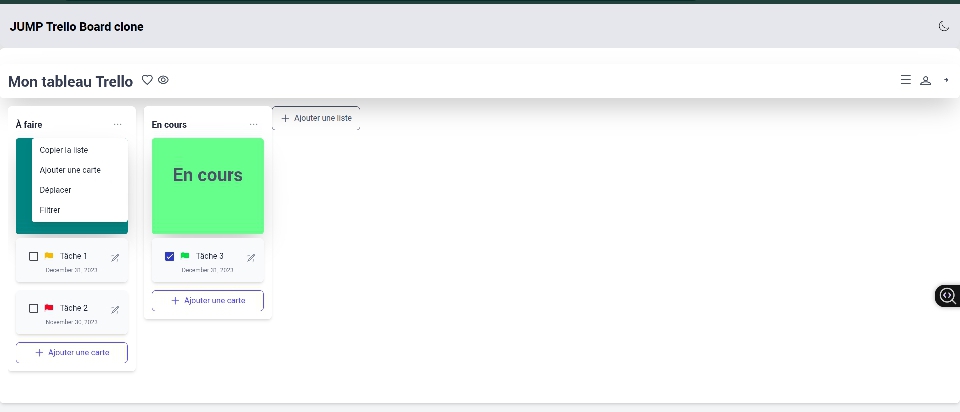 JUMP Trello Board clone
Mon tableau Trello
À faire
Copier la liste
Ajouter une carte
Déplacer
Filtrer
Tâche 1
December 31, 2023
Tâche 2
November 30, 2023
Ajouter une carte
En cours
En cours
Tâche 3
December 31, 2023
Ajouter une carte
Ajouter une liste